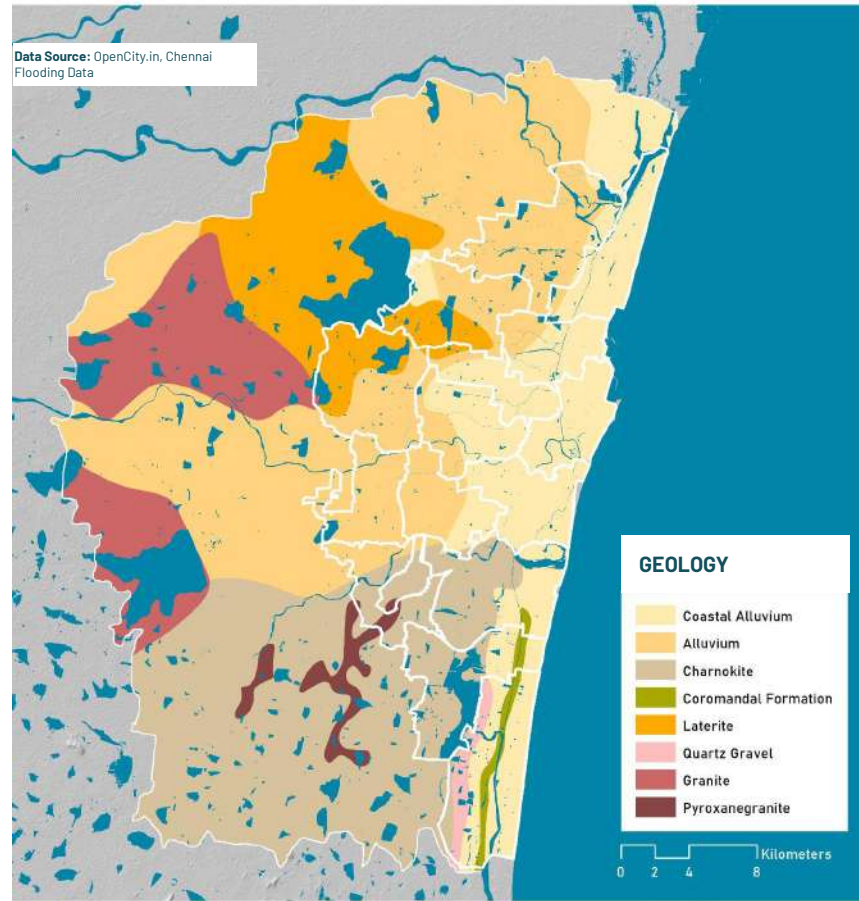 Data Source: OpenCity.in, Chennai
Flooding Data
GEOLOGY
Coastal Alluvium
Alluvium
Charnokite
Coromandal Formation
Laterite
Quartz Gravel
Granite
Pyroxanegranite
Kilometers
0 2 4 8